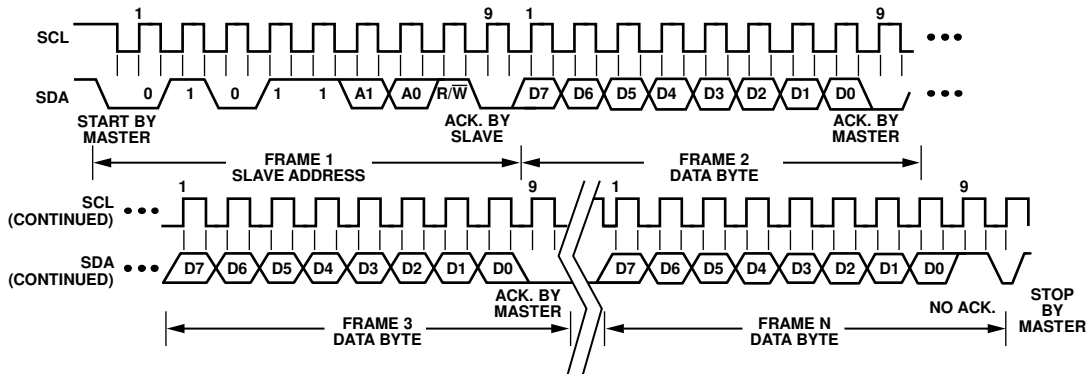 1 9 1 9
SCL
SDA 0 1 0 1 1 A1 A0 R/W̅ D7 D6 D5 D4 D3 D2 D1 D0
START BY MASTER
ACK. BY SLAVE
ACK. BY MASTER
FRAME 1 SLAVE ADDRESS
FRAME 2 DATA BYTE
1 9 1 9
SCL (CONTINUED)
SDA (CONTINUED) D7 D6 D5 D4 D3 D2 D1 D0 D7 D6 D5 D4 D3 D2 D1 D0
ACK. BY MASTER
NO ACK.
STOP BY MASTER
FRAME 3 DATA BYTE
FRAME N DATA BYTE